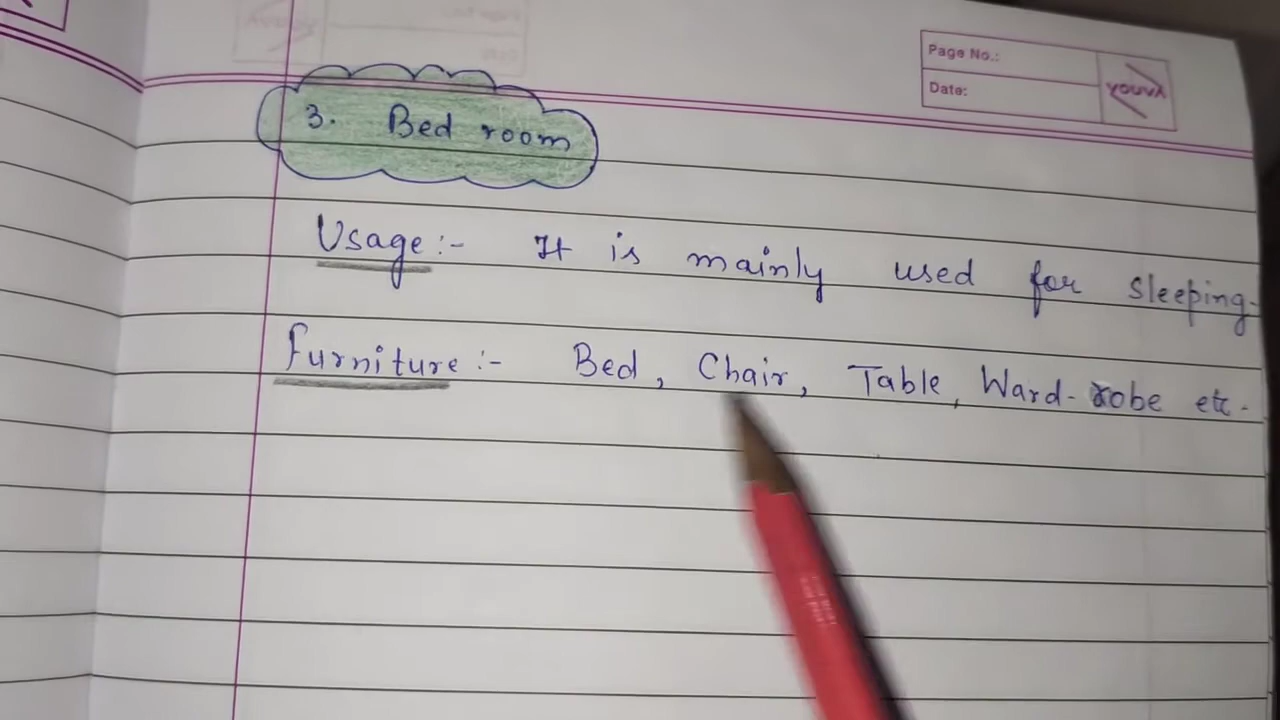 Page No.:
Date:
YOUVA
3. Bed room
Usage:- It is mainly used for sleeping.
Furniture:- Bed, Chair, Table, Ward-robe etc.